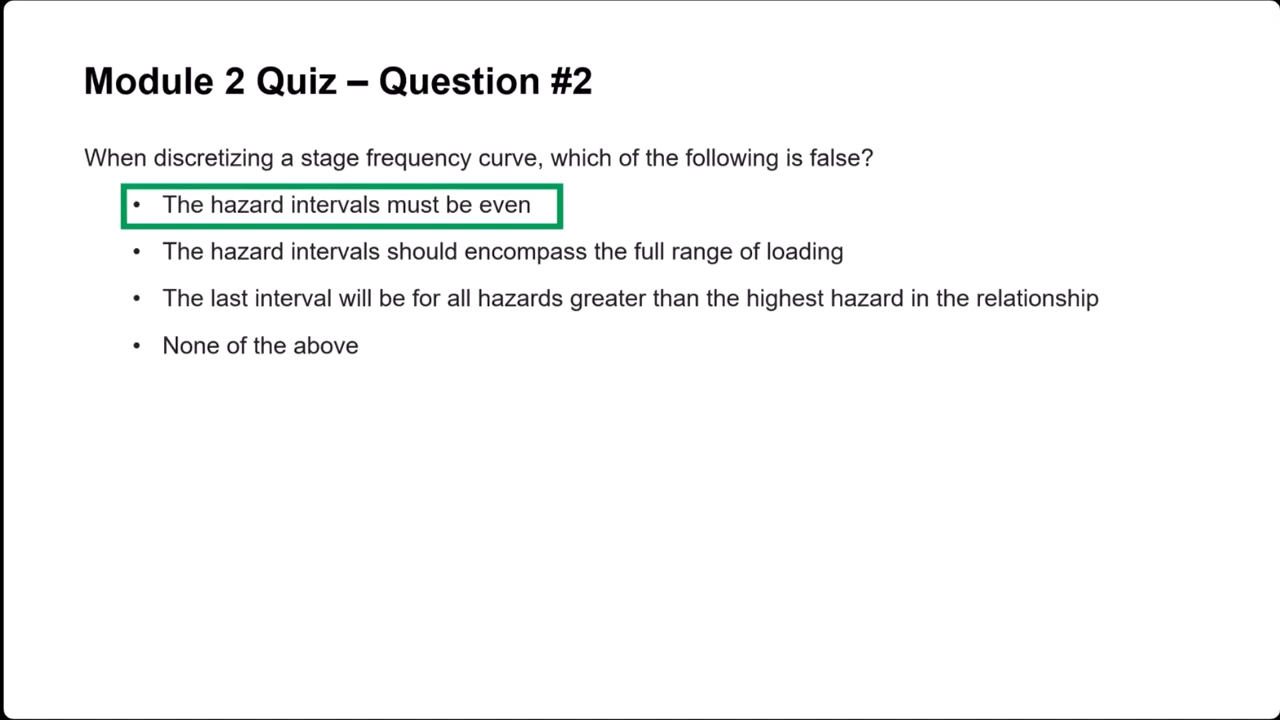 Module 2 Quiz – Question #2
When discretizing a stage frequency curve, which of the following is false?
• The hazard intervals must be even
• The hazard intervals should encompass the full range of loading
• The last interval will be for all hazards greater than the highest hazard in the relationship
• None of the above